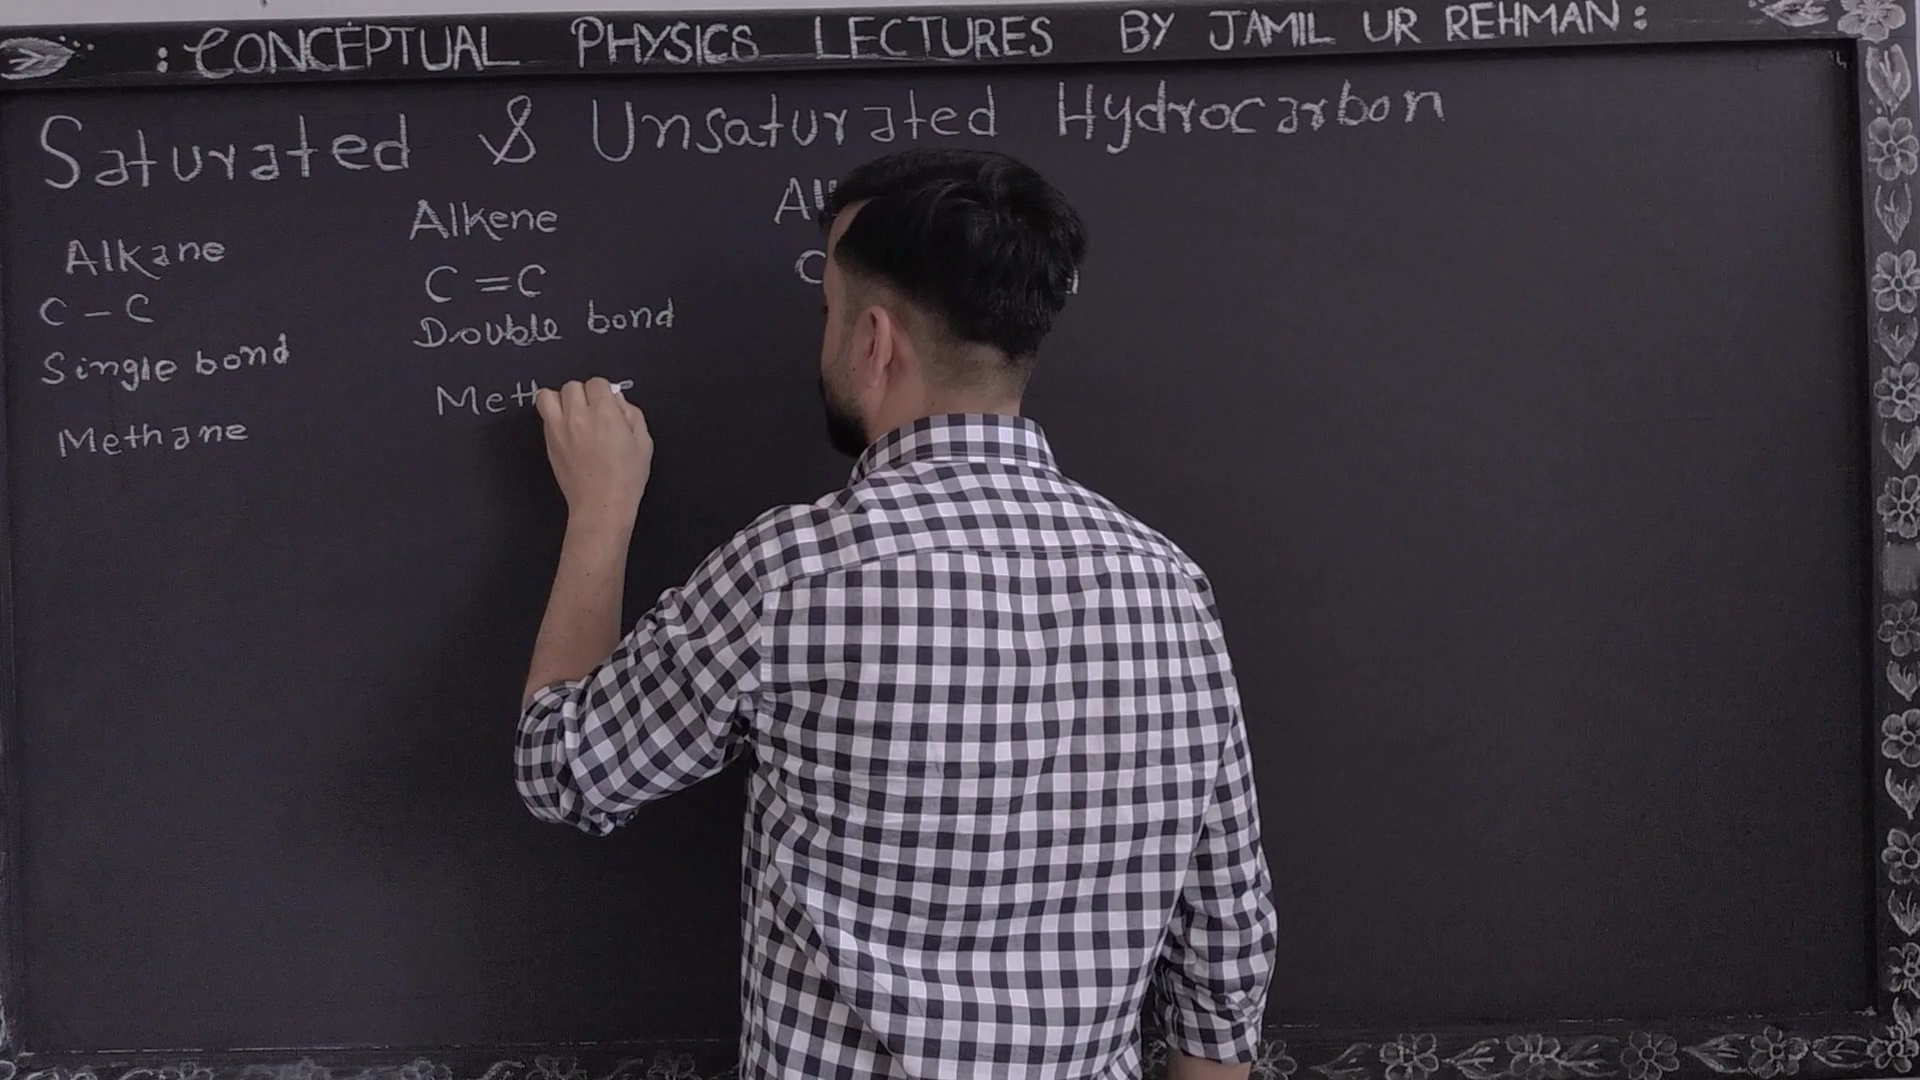 : CONCEPTUAL PHYSICS LECTURES BY JAMIL UR REHMAN :
Saturated & Unsaturated Hydrocarbon
Alkane
C – C
Single bond
Methane
Alkene
C = C
Double bond